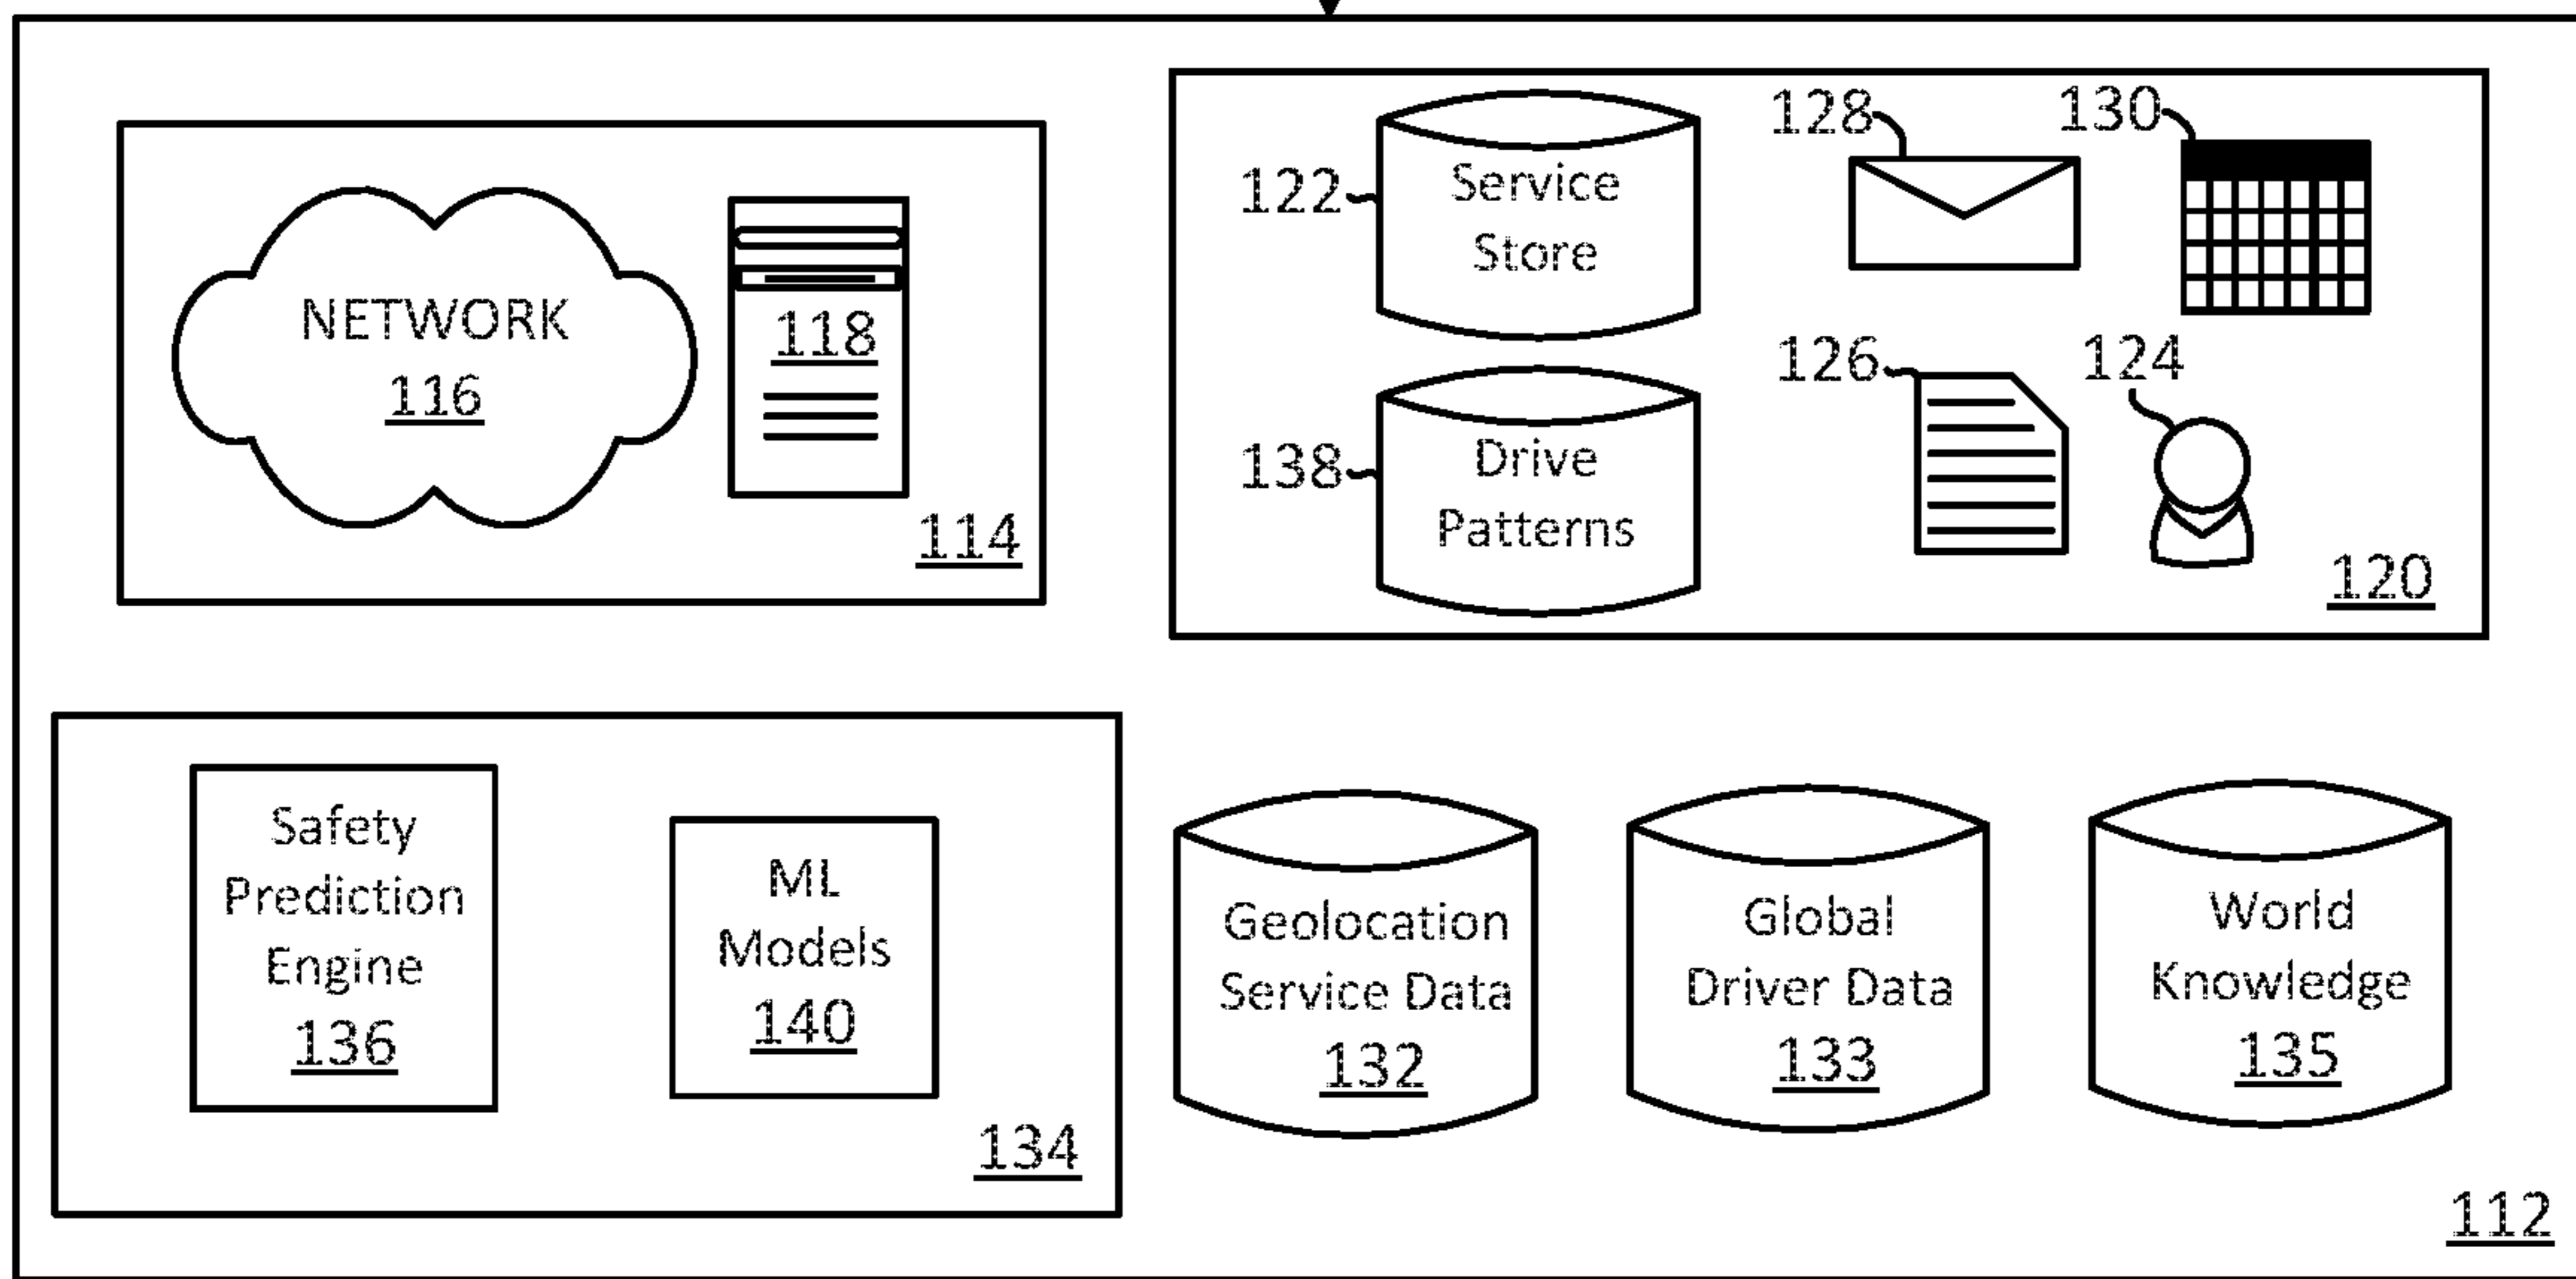 NETWORK
116
118
114
122
Service
Store
128
130
138
Drive
Patterns
126
124
120
Safety
Prediction
Engine
136
ML
Models
140
134
Geolocation
Service Data
132
Global
Driver Data
133
World
Knowledge
135
112